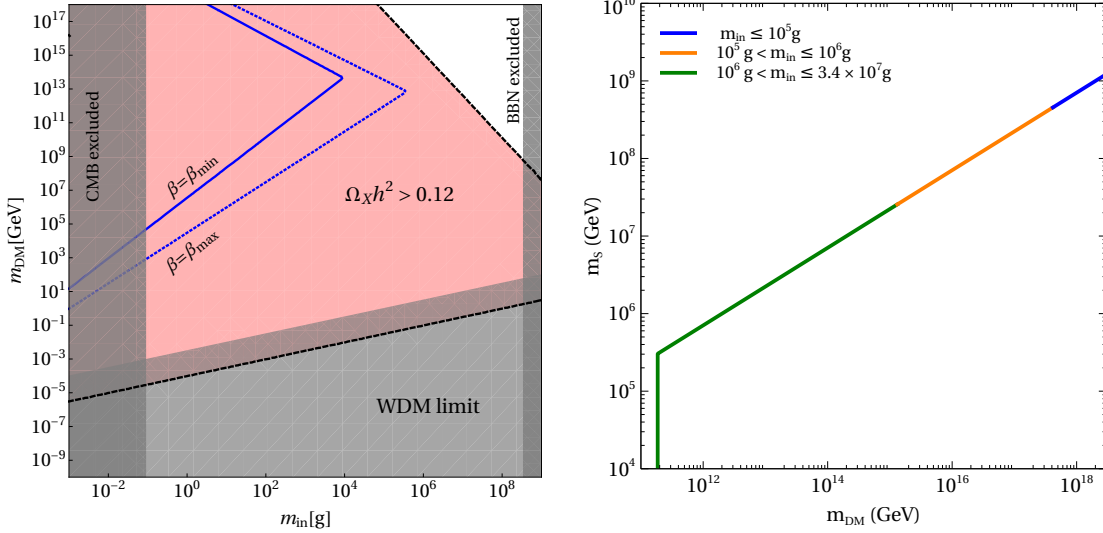 10^17
10^15
10^13
10^11
10^9
10^7
10^5
10^3
10^1
10^-1
10^-3
10^-5
10^-7
10^-9
m_DM[GeV]
CMB excluded
BBN excluded
β=β_min
β=β_max
Ω_X h^2 > 0.12
WDM limit
10^-2 10^0 10^2 10^4 10^6 10^8
m_in[g]
10^10
10^9
10^8
10^7
10^6
10^5
10^4
m_S (GeV)
m_in ≤ 10^5g
10^5 g < m_in ≤ 10^6g
10^6 g < m_in ≤ 3.4 × 10^7g
10^12 10^14 10^16 10^18
m_DM (GeV)